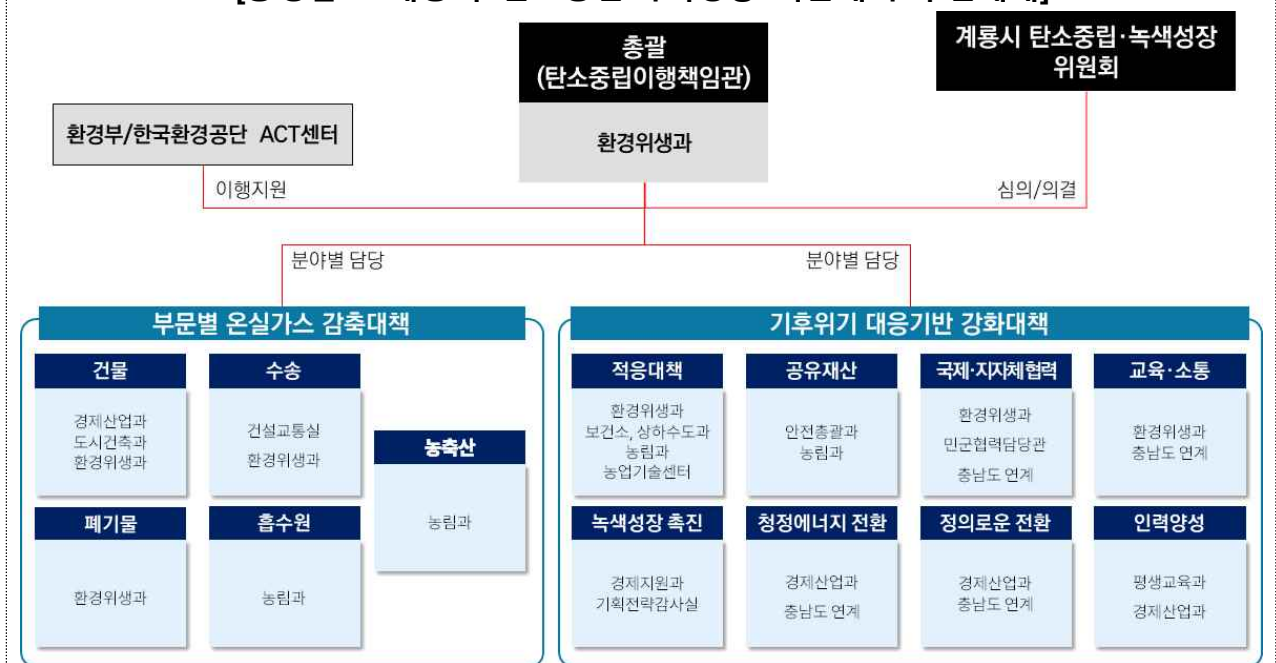 총괄
(탄소중립이행책임관)
환경위생과
계룡시 탄소중립·녹색성장
위원회
환경부/한국환경공단 ACT센터
이행지원
심의/의결
분야별 담당
분야별 담당
부문별 온실가스 감축대책
건물
경제산업과
도시건축과
환경위생과
수송
건설교통실
환경위생과
농축산
농림과
폐기물
환경위생과
흡수원
농림과
기후위기 대응기반 강화대책
적응대책
환경위생과
보건소, 상하수도과
농림과
농업기술센터
공유재산
안전총괄과
농림과
국제·지자체협력
환경위생과
민군협력담당관
충남도 연계
교육·소통
환경위생과
충남도 연계
녹색성장 촉진
경제지원과
기획전략감사실
청정에너지 전환
경제산업과
충남도 연계
정의로운 전환
경제산업과
충남도 연계
인력양성
평생교육과
경제산업과